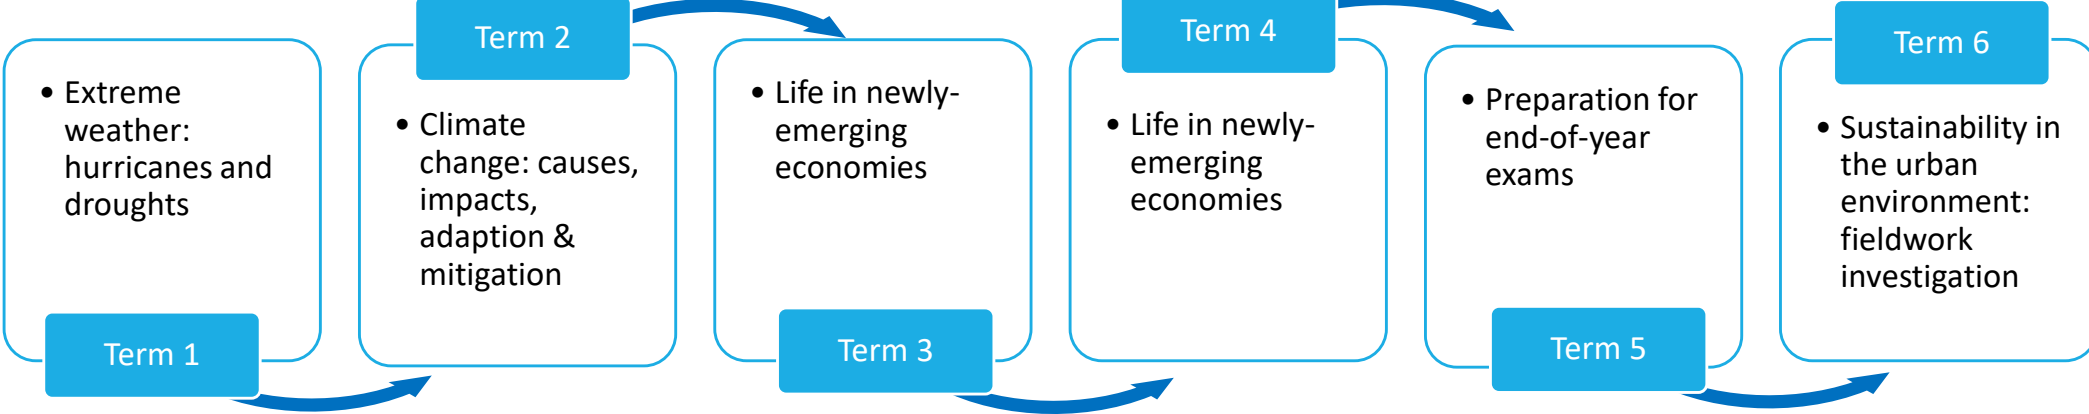 • Extreme
weather:
hurricanes and
droughts
Term 1
Term 2
• Climate
change: causes,
impacts,
adaption &
mitigation
• Life in newly-
emerging
economies
Term 3
Term 4
• Life in newly-
emerging
economies
• Preparation for
end-of-year
exams
Term 5
Term 6
• Sustainability in
the urban
environment:
fieldwork
investigation